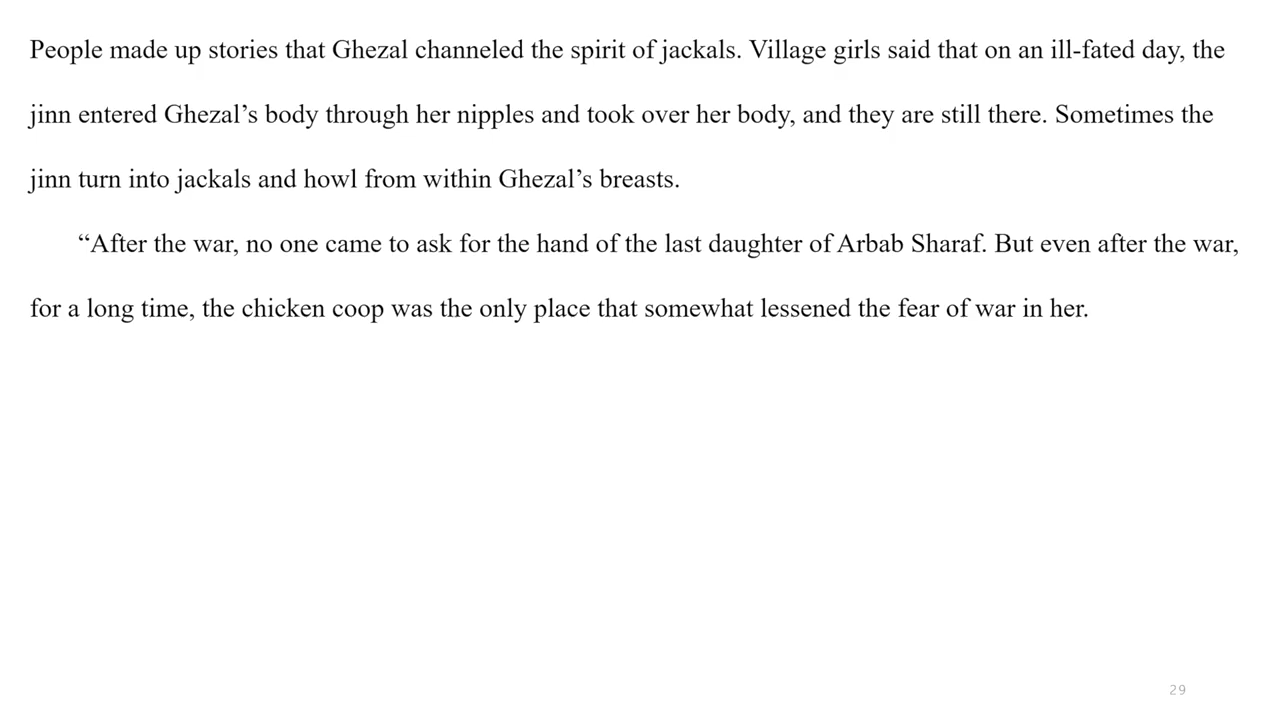 People made up stories that Ghezal channeled the spirit of jackals. Village girls said that on an ill-fated day, the
jinn entered Ghezal’s body through her nipples and took over her body, and they are still there. Sometimes the
jinn turn into jackals and howl from within Ghezal’s breasts.
“After the war, no one came to ask for the hand of the last daughter of Arbab Sharaf. But even after the war,
for a long time, the chicken coop was the only place that somewhat lessened the fear of war in her.
29